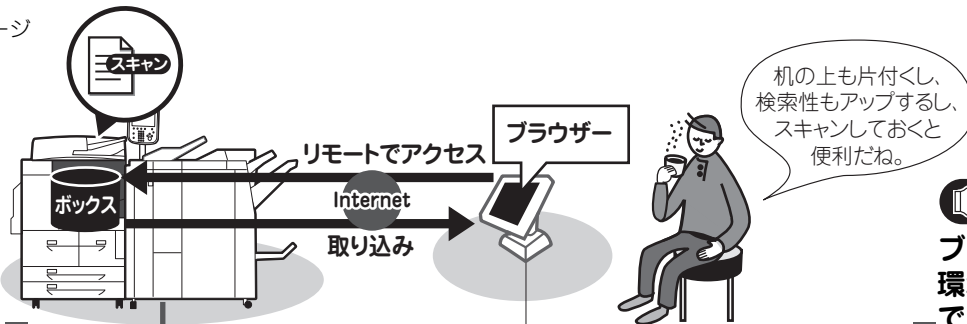 ージ
スキャン
ボックス
リモートでアクセス
Internet
取り込み
ブラウザー
机の上も片付くし、
検索性もアップするし、
スキャンしておくと
便利だね。
ブ
環
で